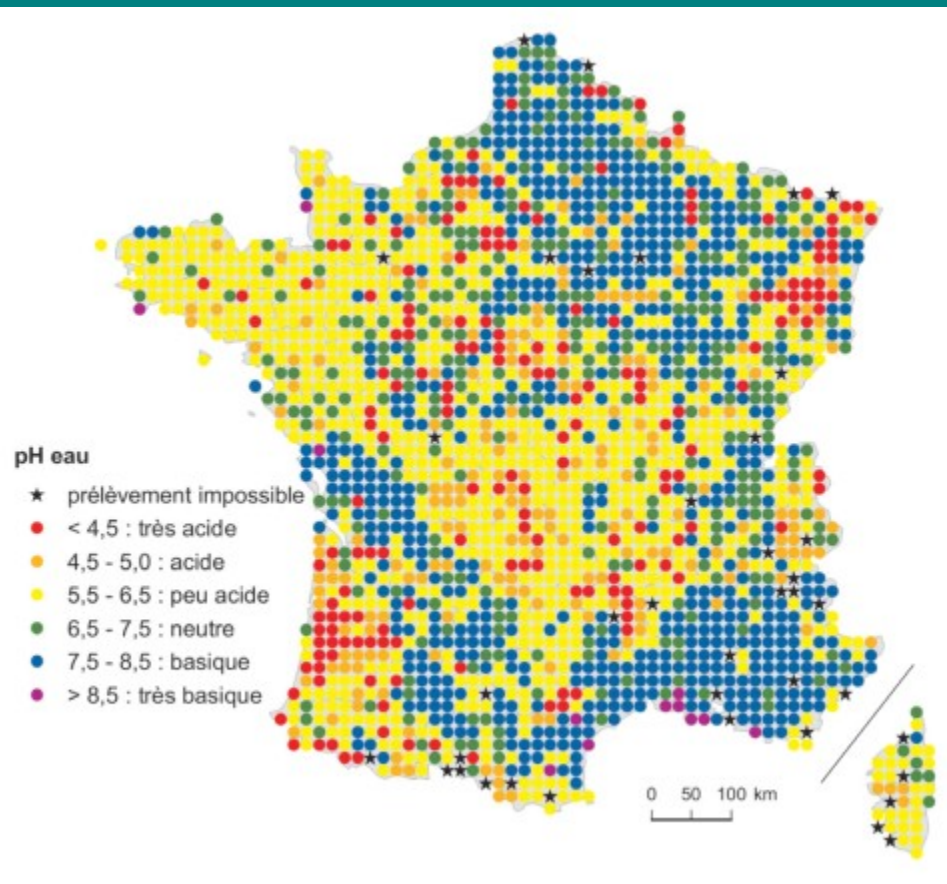 pH eau
prélèvement impossible
< 4,5 : très acide
4,5 - 5,0 : acide
5,5 - 6,5 : peu acide
6,5 - 7,5 : neutre
7,5 - 8,5 : basique
> 8,5 : très basique
0 50 100 km